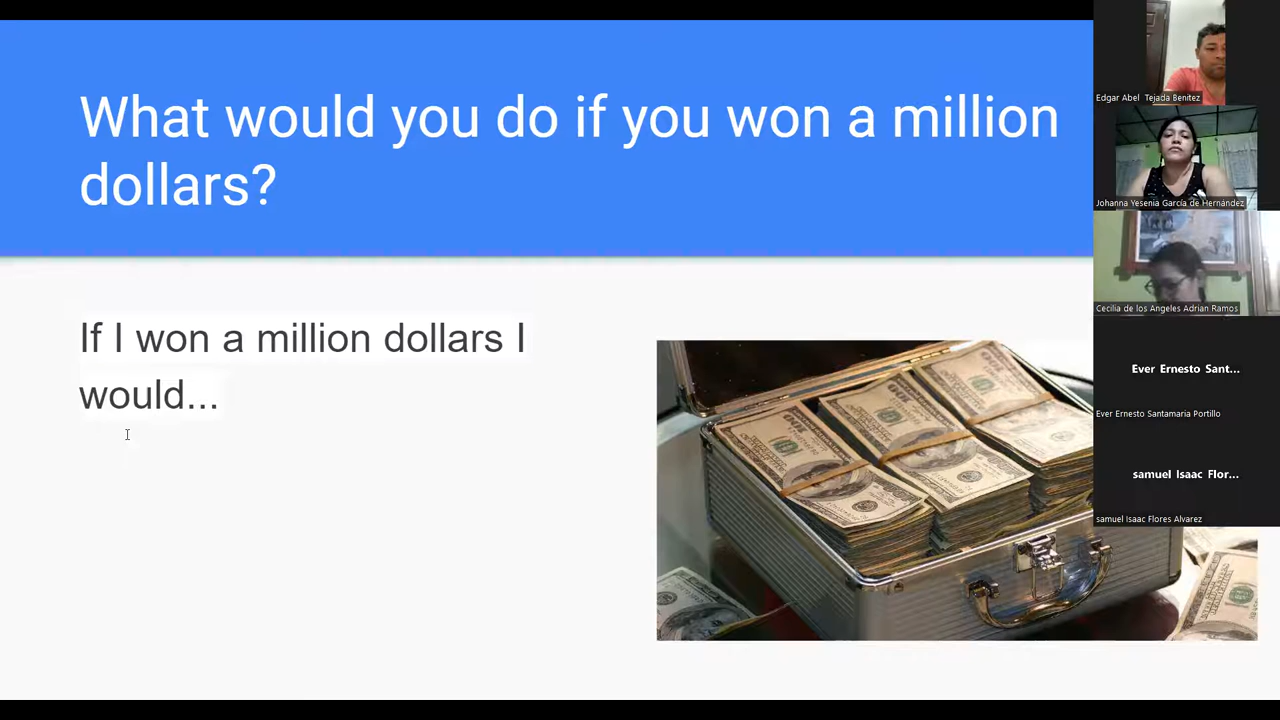 What would you do if you won a million
dollars?
If I won a million dollars I
would...
Edgar Abel Tejada Benítez
Johanna Yesenia García de Hernández
Cecilia de los Angeles Adrian Ramos
Ever Ernesto Sant...
Ever Ernesto Santamaria Portillo
samuel Isaac Flor...
samuel Isaac Flores Alvarez